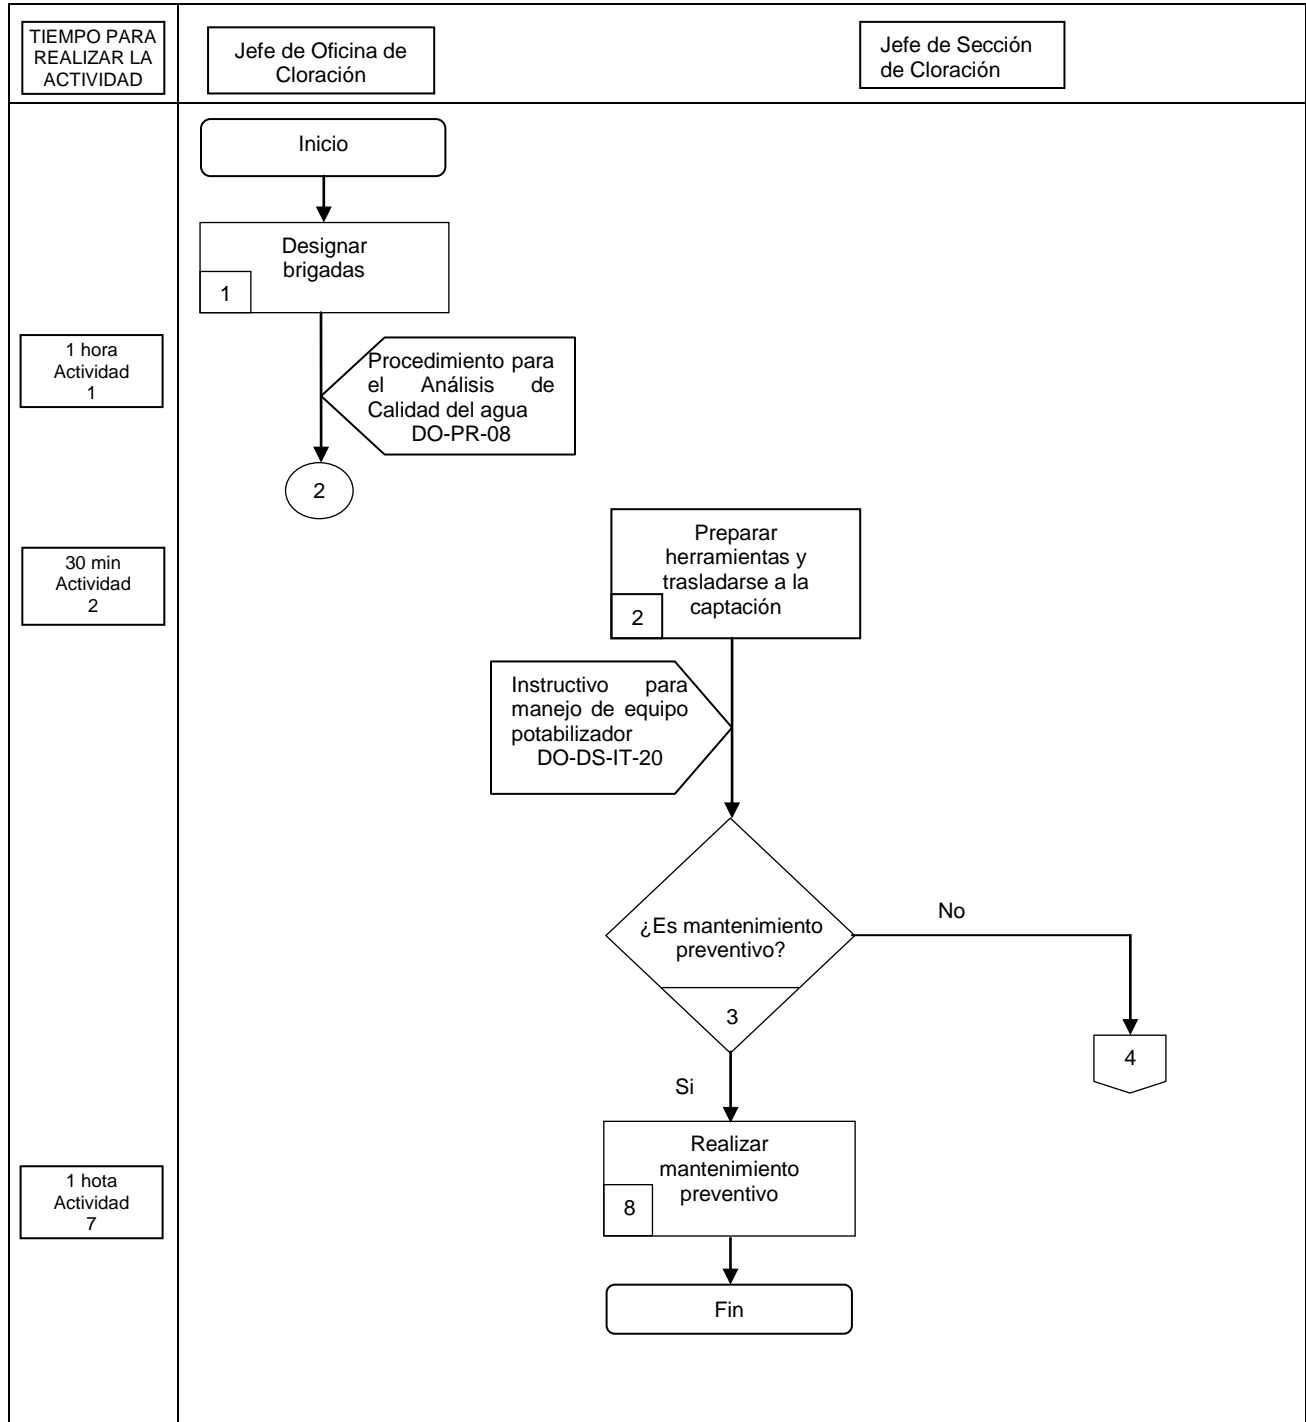 TIEMPO PARA
REALIZAR LA
ACTIVIDAD
Jefe de Oficina de
Cloración
Jefe de Sección
de Cloración
Inicio
Designar
brigadas
1
1 hora
Actividad
1
Procedimiento para
el Análisis de
Calidad del agua
DO-PR-08
2
30 min
Actividad
2
Preparar
herramientas y
trasladarse a la
captación
2
Instructivo para
manejo de equipo
potabilizador
DO-DS-IT-20
¿Es mantenimiento
preventivo?
3
No
4
Si
1 hota
Actividad
7
Realizar
mantenimiento
preventivo
8
Fin